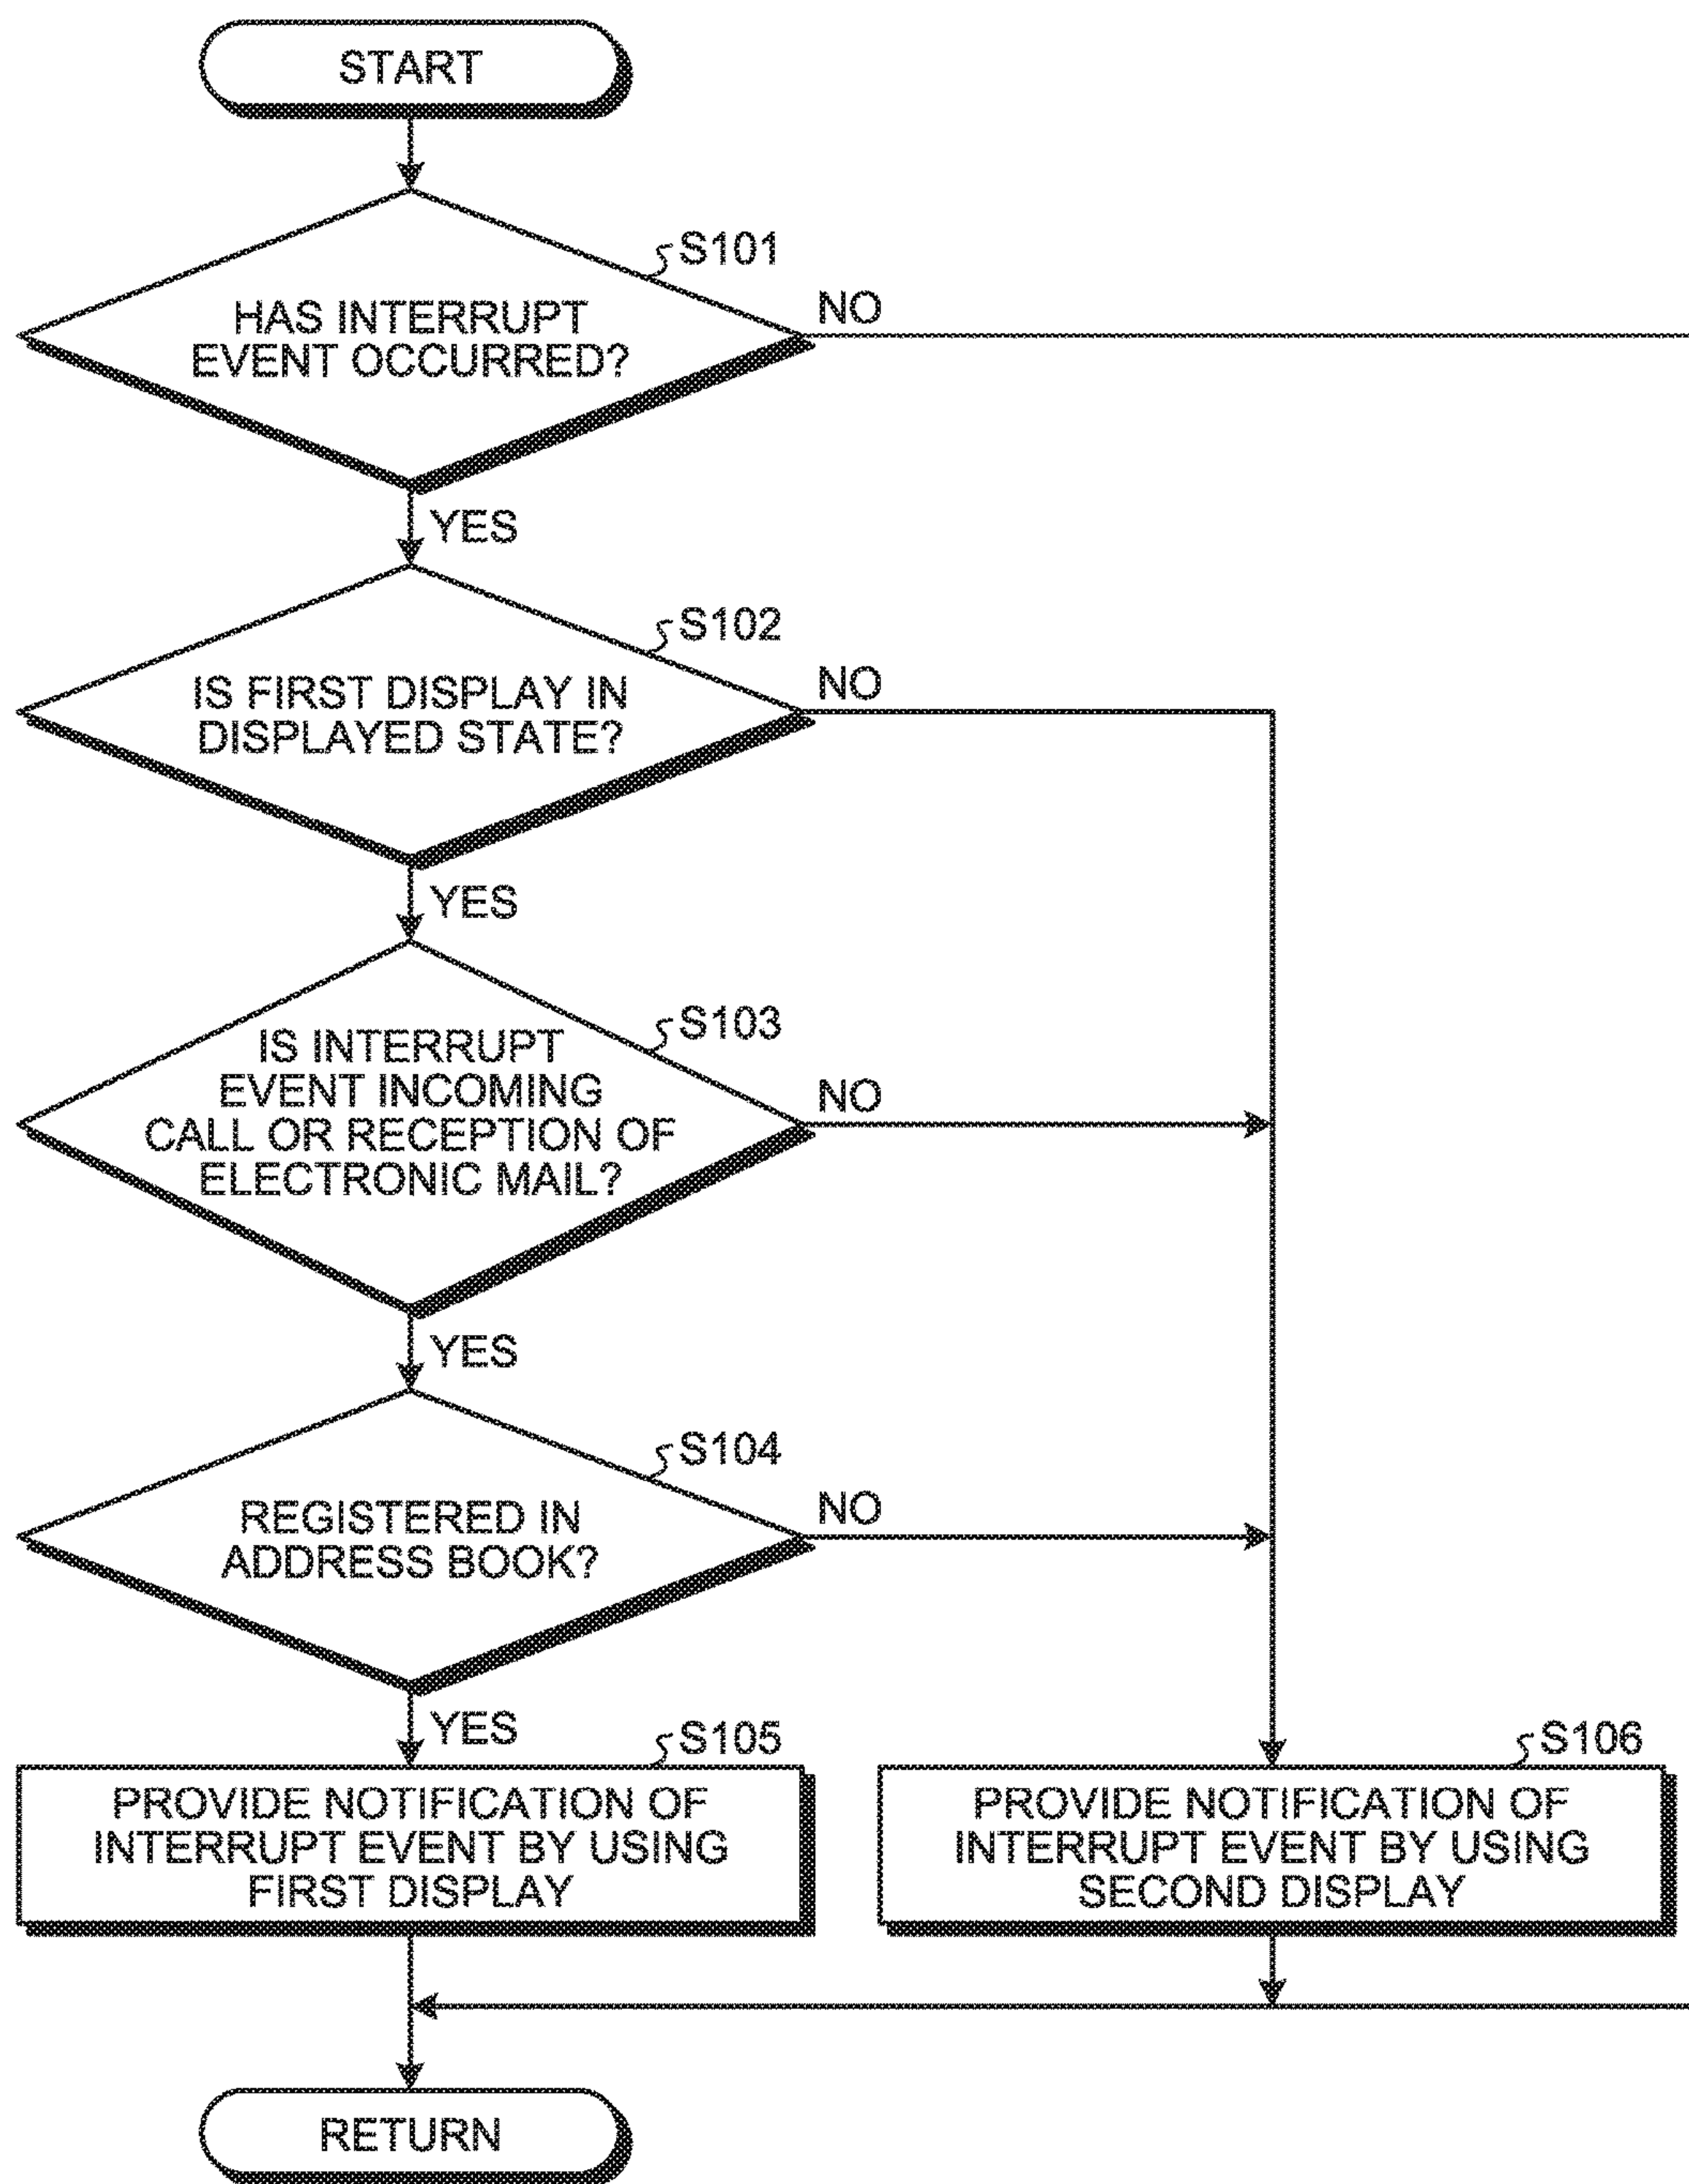 START
S101
HAS INTERRUPT
EVENT OCCURRED?
NO
YES
S102
IS FIRST DISPLAY IN
DISPLAYED STATE?
NO
YES
S103
IS INTERRUPT
EVENT INCOMING
CALL OR RECEPTION OF
ELECTRONIC MAIL?
NO
YES
S104
REGISTERED IN
ADDRESS BOOK?
NO
YES
S105
PROVIDE NOTIFICATION OF
INTERRUPT EVENT BY USING
FIRST DISPLAY
S106
PROVIDE NOTIFICATION OF
INTERRUPT EVENT BY USING
SECOND DISPLAY
RETURN